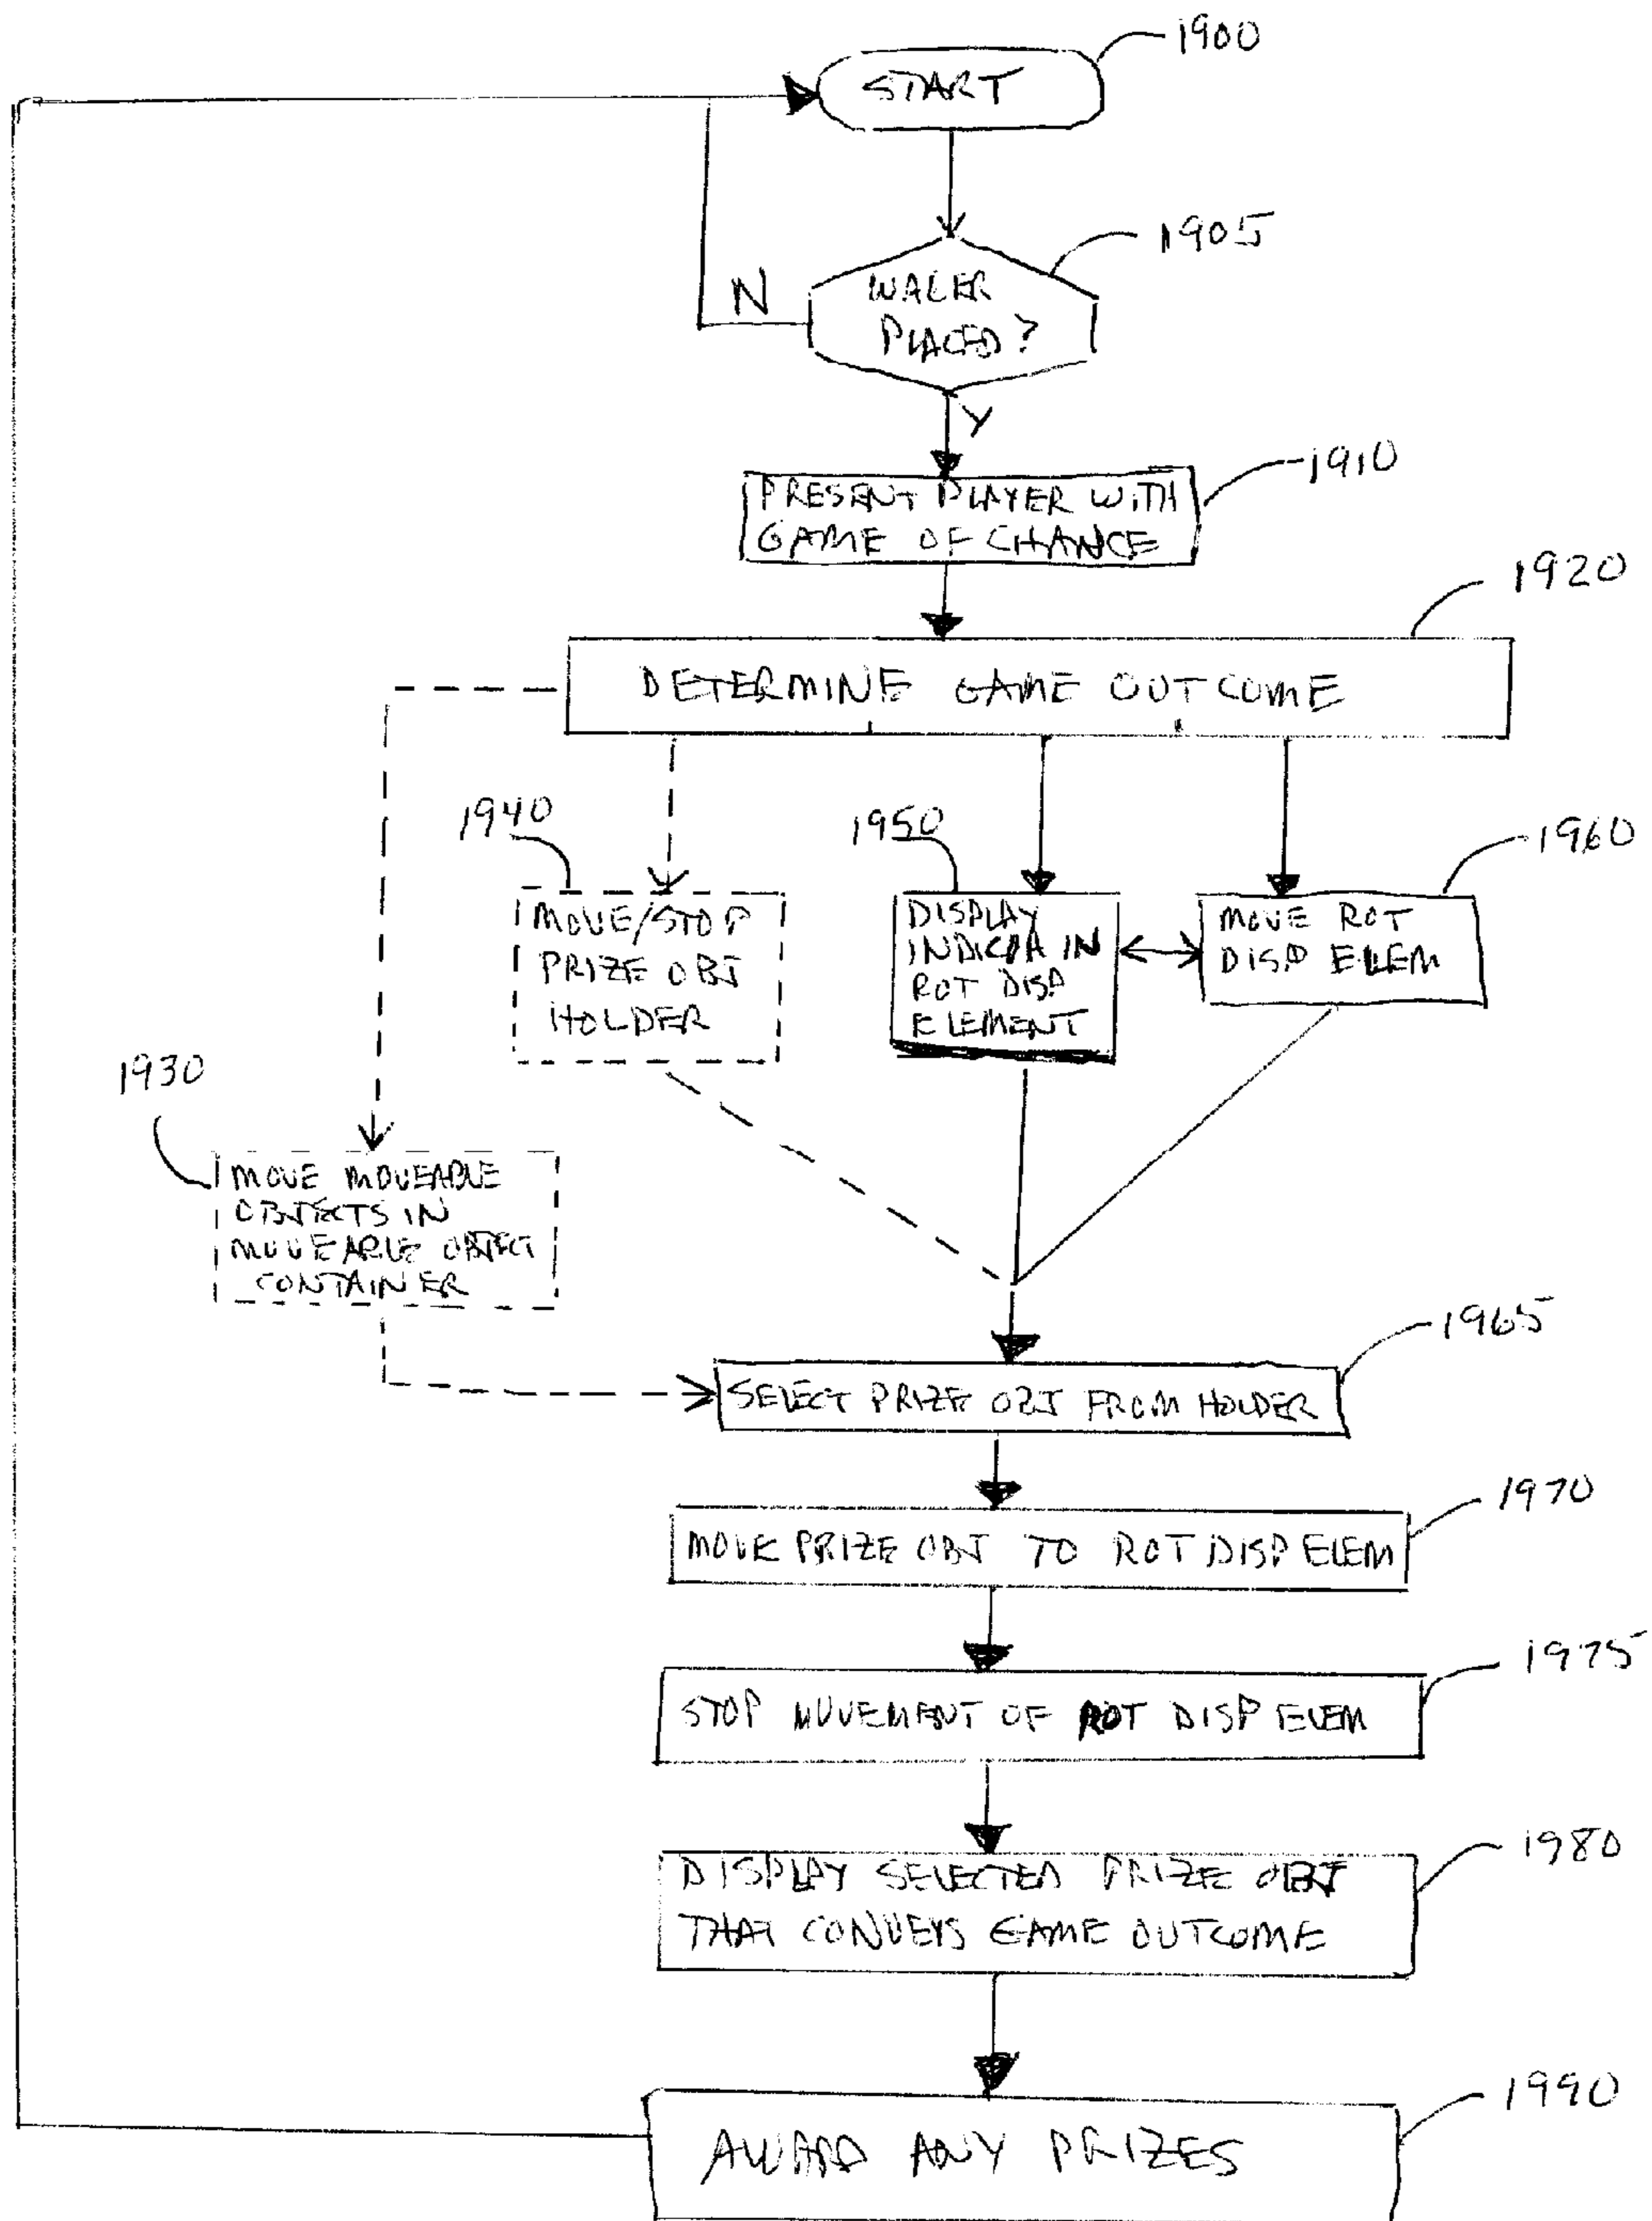 1900
START
1905
WAGER
PLACED?
N
Y
1910
PRESENT PLAYER WITH
GAME OF CHANCE
1920
DETERMINE GAME OUTCOME
1940
1950
1960
MOVE/STOP
PRIZE OBJ
HOLDER
DISPLAY
INDICIA IN
ROT DISP
ELEMENT
MOVE ROT
DISP ELEM
1930
MOVE MOVEABLE
OBJECTS IN
MOVEABLE OBJECT
CONTAINER
1965
SELECT PRIZE OBJ FROM HOLDER
1970
MOVE PRIZE OBJ TO ROT DISP ELEM
1975
STOP MOVEMENT OF ROT DISP ELEM
1980
DISPLAY SELECTED PRIZE OBJ
THAT CONVEYS GAME OUTCOME
1990
AWARD ANY PRIZES